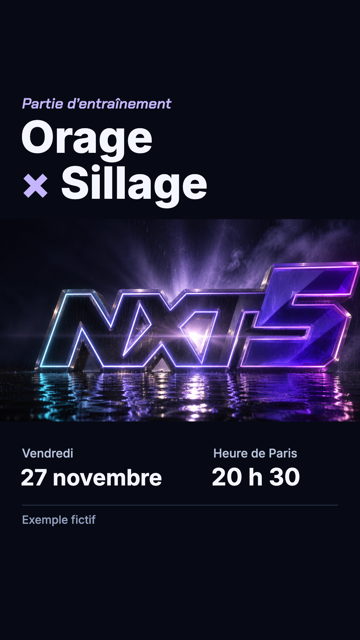 Partie d'entraînement
Orage
× Sillage
NXT5
Vendredi
27 novembre
Heure de Paris
20 h 30
Exemple fictif